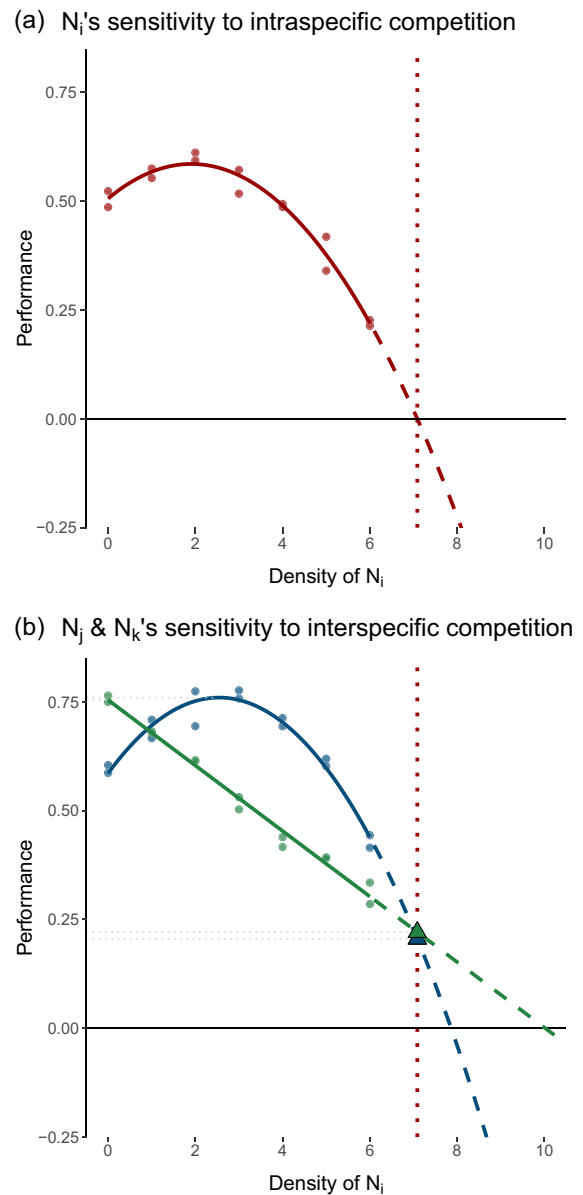 (a) Nᵢ's sensitivity to intraspecific competition
0.75
0.50
0.25
0.00
−0.25
Performance
0 2 4 6 8 10
Density of Nᵢ
(b) Nⱼ & Nₖ's sensitivity to interspecific competition
0.75
0.50
0.25
0.00
−0.25
Performance
0 2 4 6 8 10
Density of Nᵢ